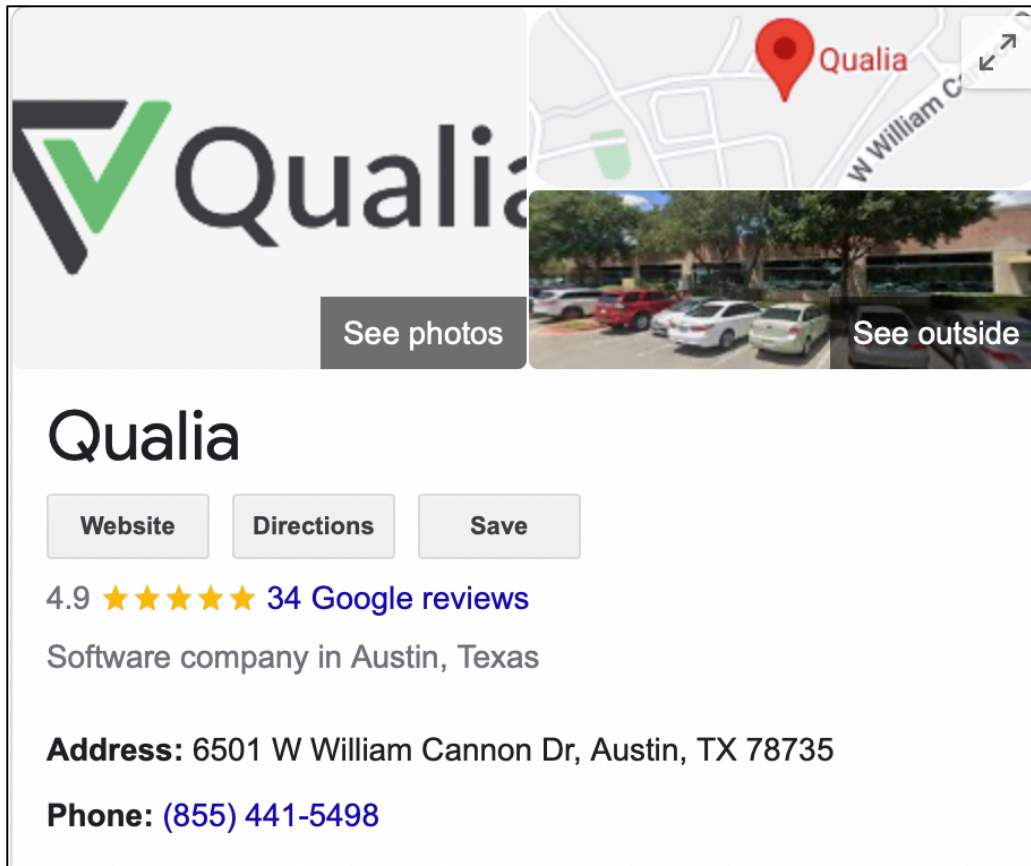 Qualia
Qualia
W William Ca
See photos
See outside
Qualia
Website Directions Save
4.9 34 Google reviews
Software company in Austin, Texas
Address: 6501 W William Cannon Dr, Austin, TX 78735
Phone: (855) 441-5498